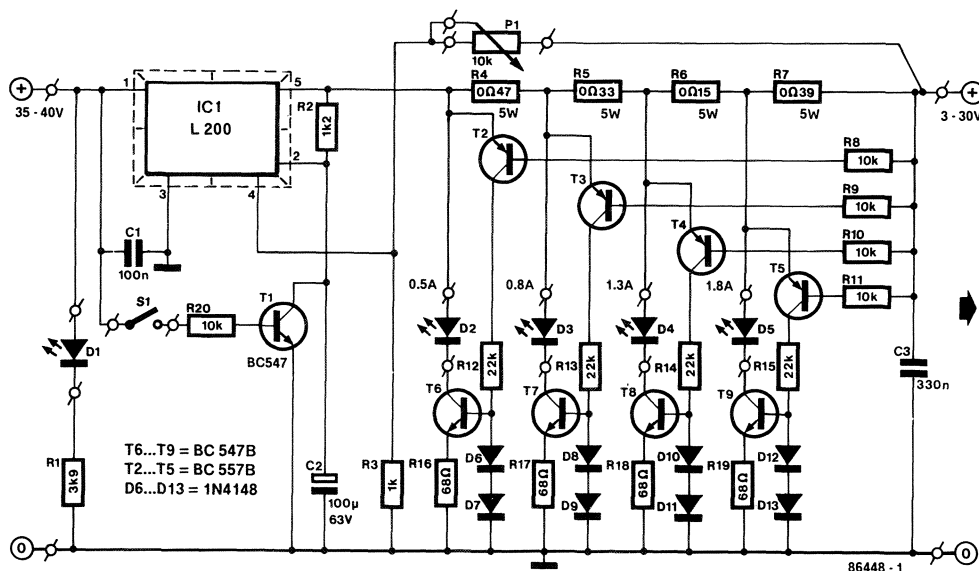 P1
10k
1
5
R4
R5
R6
R7
+
IC1
R2
0Ω47
0Ω33
0Ω15
0Ω39
+
35 - 40V
L 200
1k2
5W
5W
5W
5W
3 - 30V
2
T2
R8
3
4
10k
T3
R9
10k
C1
T4
R10
100n
10k
T5
R11
S1
T1
0.5A
0.8A
1.3A
1.8A
10k
R20
10k
D1
D2
D3
D4
D5
C3
BC547
R12
22k
R13
22k
R14
22k
R15
22k
330n
T6
T7
T8
T9
T6...T9 = BC 547B
T2...T5 = BC 557B
D6...D13 = 1N4148
R1
3k9
C2
R3
1k
R16
68Ω
D6
R17
68Ω
D8
R18
68Ω
D10
R19
68Ω
D12
100µ
63V
D7
D9
D11
D13
0
0
86448 - 1